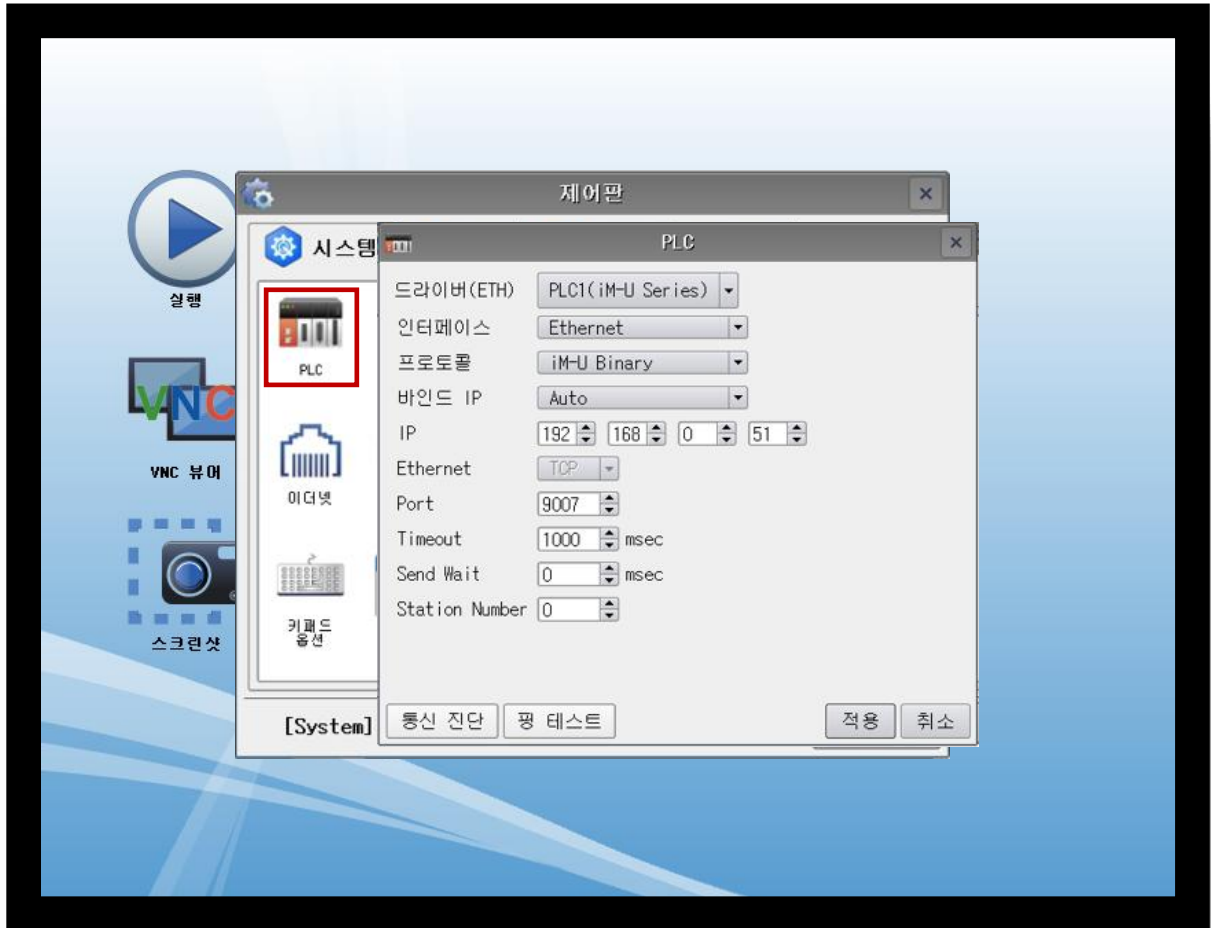 제어판
시스템
PLC
실행
드라이버(ETH) PLC1(iM-U Series)
인터페이스 Ethernet
프로토콜 iM-U Binary
PLC
바인드 IP Auto
VNC
IP 192 168 0 51
VNC 뷰어
Ethernet TCP
이더넷
Port 9007
Timeout 1000 msec
Send Wait 0 msec
Station Number 0
키패드
옵션
스크린샷
[System]
통신 진단 핑 테스트 적용 취소